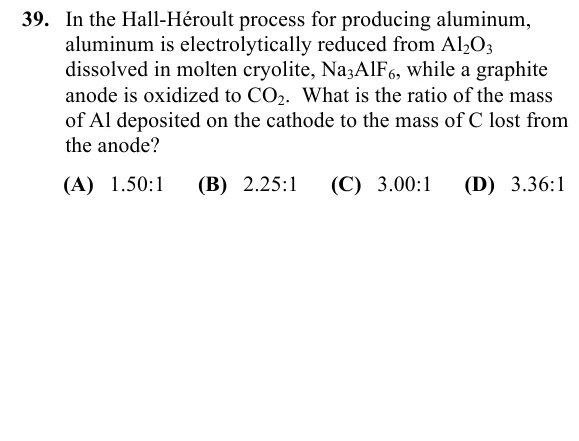 39. In the Hall-Héroult process for producing aluminum,
aluminum is electrolytically reduced from Al₂O₃
dissolved in molten cryolite, Na₃AlF₆, while a graphite
anode is oxidized to CO₂. What is the ratio of the mass
of Al deposited on the cathode to the mass of C lost from
the anode?
(A) 1.50:1 (B) 2.25:1 (C) 3.00:1 (D) 3.36:1